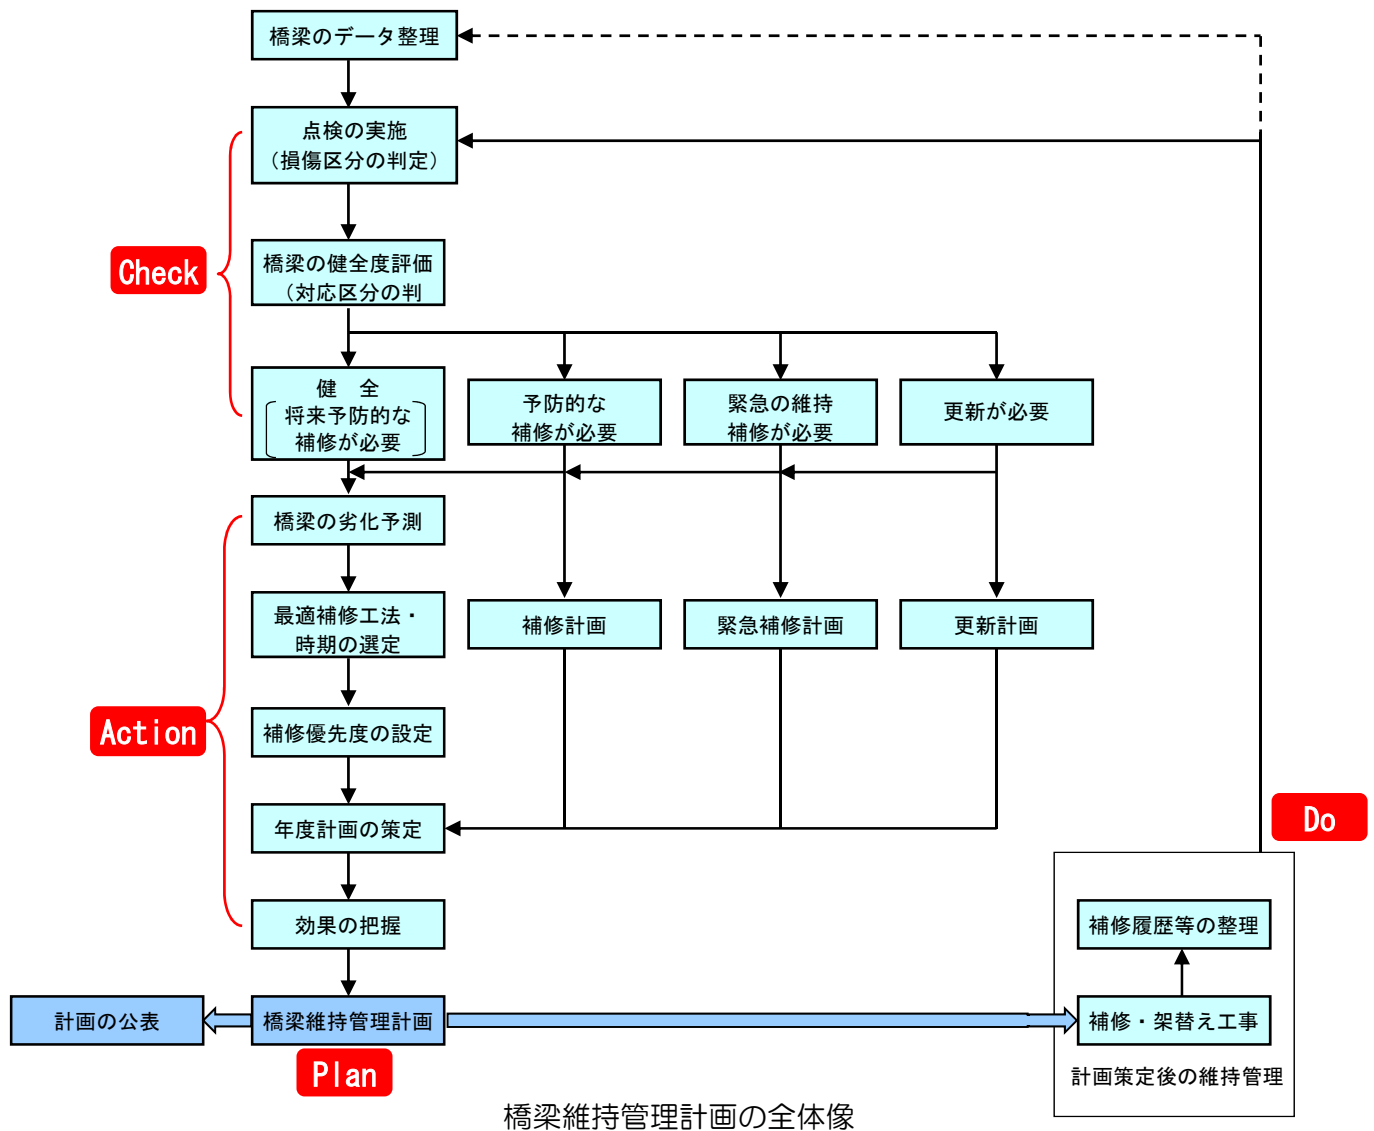 橋梁のデータ整理
点検の実施
（損傷区分の判定）
Check
橋梁の健全度評価
（対応区分の判
健　全
将来予防的な
補修が必要
予防的な
補修が必要
緊急の維持
補修が必要
更新が必要
橋梁の劣化予測
最適補修工法・
時期の選定
補修計画
緊急補修計画
更新計画
Action
補修優先度の設定
年度計画の策定
Do
効果の把握
補修履歴等の整理
計画の公表
橋梁維持管理計画
補修・架替え工事
Plan
計画策定後の維持管理
橋梁維持管理計画の全体像